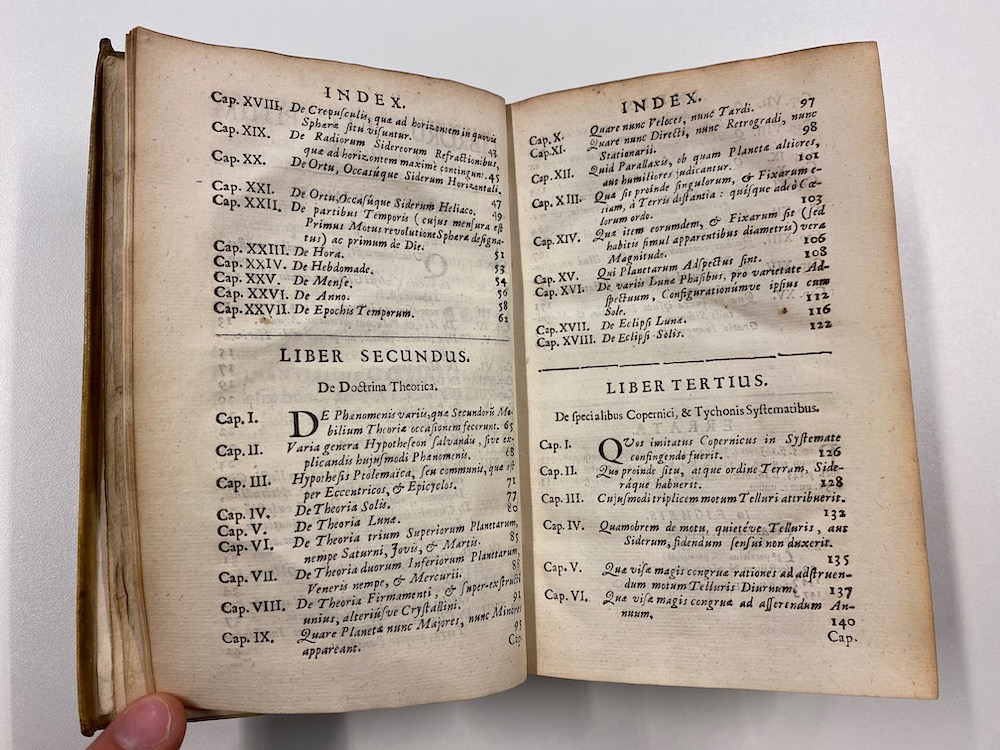 INDEX.
Cap. XVIII. De Crepusculis, quæ ad horizontem in quovis
Sphæræ situ visuntur. 43
Cap. XIX. De Radiorum Sidereorum Refractionibus,
quæ ad horizontem maximè contingunt. 45
Cap. XX. De Ortu, Occasúque Siderum Horizontali.
47
Cap. XXI. De Ortu, Occasúque Siderum Heliaco. 49
Cap. XXII. De partibus Temporis (cujus mensura est
Primus Motus revolutione Sphæræ designa-
tus) ac primum de Die. 51
Cap. XXIII. De Hora. 53
Cap. XXIV. De Hebdomade. 54
Cap. XXV. De Mense. 56
Cap. XXVI. De Anno. 58
Cap. XXVII. De Epochis Temporum. 62
LIBER SECUNDUS.
De Doctrina Theorica.
Cap. I. DE Phænomenis variis, quæ Secundorū Mo-
bilium Theoriæ occasionem fecerunt. 65
Cap. II. Varia genera Hypotheseon salvandis, sive ex-
plicandis hujusmodi Phænomenis. 68
Cap. III. Hypothesis Ptolemaica, seu communis, quæ est
per Eccentricos, & Epicyclos. 71
Cap. IV. De Theoria Solis. 77
Cap. V. De Theoria Lunæ. 80
Cap. VI. De Theoria trium Superiorum Planetarum,
nempe Saturni, Jovis, & Martis. 85
Cap. VII. De Theoria duorum Inferiorum Planetarum,
Veneris nempe, & Mercurii. 88
Cap. VIII. De Theoria Firmamenti, & super-exstructi
unius, alteriúsve Crystallini. 91
Cap. IX. Quare Planetæ nunc Majores, nunc Minores
appareant. 93
Cap.
INDEX.
Cap. X. Quare nunc Veloces, nunc Tardi. 97
Cap. XI. Quare nunc Directi, nunc Retrogradi, nunc
Stationarii. 98
Cap. XII. Quid Parallaxis, ob quam Planetæ altiores,
aut humiliores judicantur. 101
Cap. XIII. Quæ sit proinde singulorum, & Fixarum e-
tiam, à Terris distantia: quisque adeò Cæ-
lorum ordo. 103
Cap. XIV. Quæ item eorumdem, & Fixarum sit (sed
habitis simul apparentibus diametris) vera
Magnitudo. 106
Cap. XV. Qui Planetarum Adspectus sint. 108
Cap. XVI. De variis Lunæ Phasibus, pro varietate Ad-
spectuum, Configurationúmve ipsius cum
Sole. 112
Cap. XVII. De Eclipsi Lunæ. 116
Cap. XVIII. De Eclipsi Solis. 122
LIBER TERTIUS.
De specialibus Copernici, & Tychonis Systematibus.
Cap. I. QUos imitatus Copernicus in Systemate
confingendo fuerit. 126
Cap. II. Quo proinde situ, atque ordine Terram, Side-
ráque habuerit. 128
Cap. III. Cujusmodi triplicem motum Telluri attribuerit.
132
Cap. IV. Quamobrem de motu, quietéve Telluris, aut
Siderum, fidendum sensui non duxerit.
135
Cap. V. Quæ visæ magis congruæ rationes ad adstruen-
dum motum Telluris Diurnum. 137
Cap. VI. Quæ visæ magis congruæ ad asserendum An-
nuum. 140
Cap.